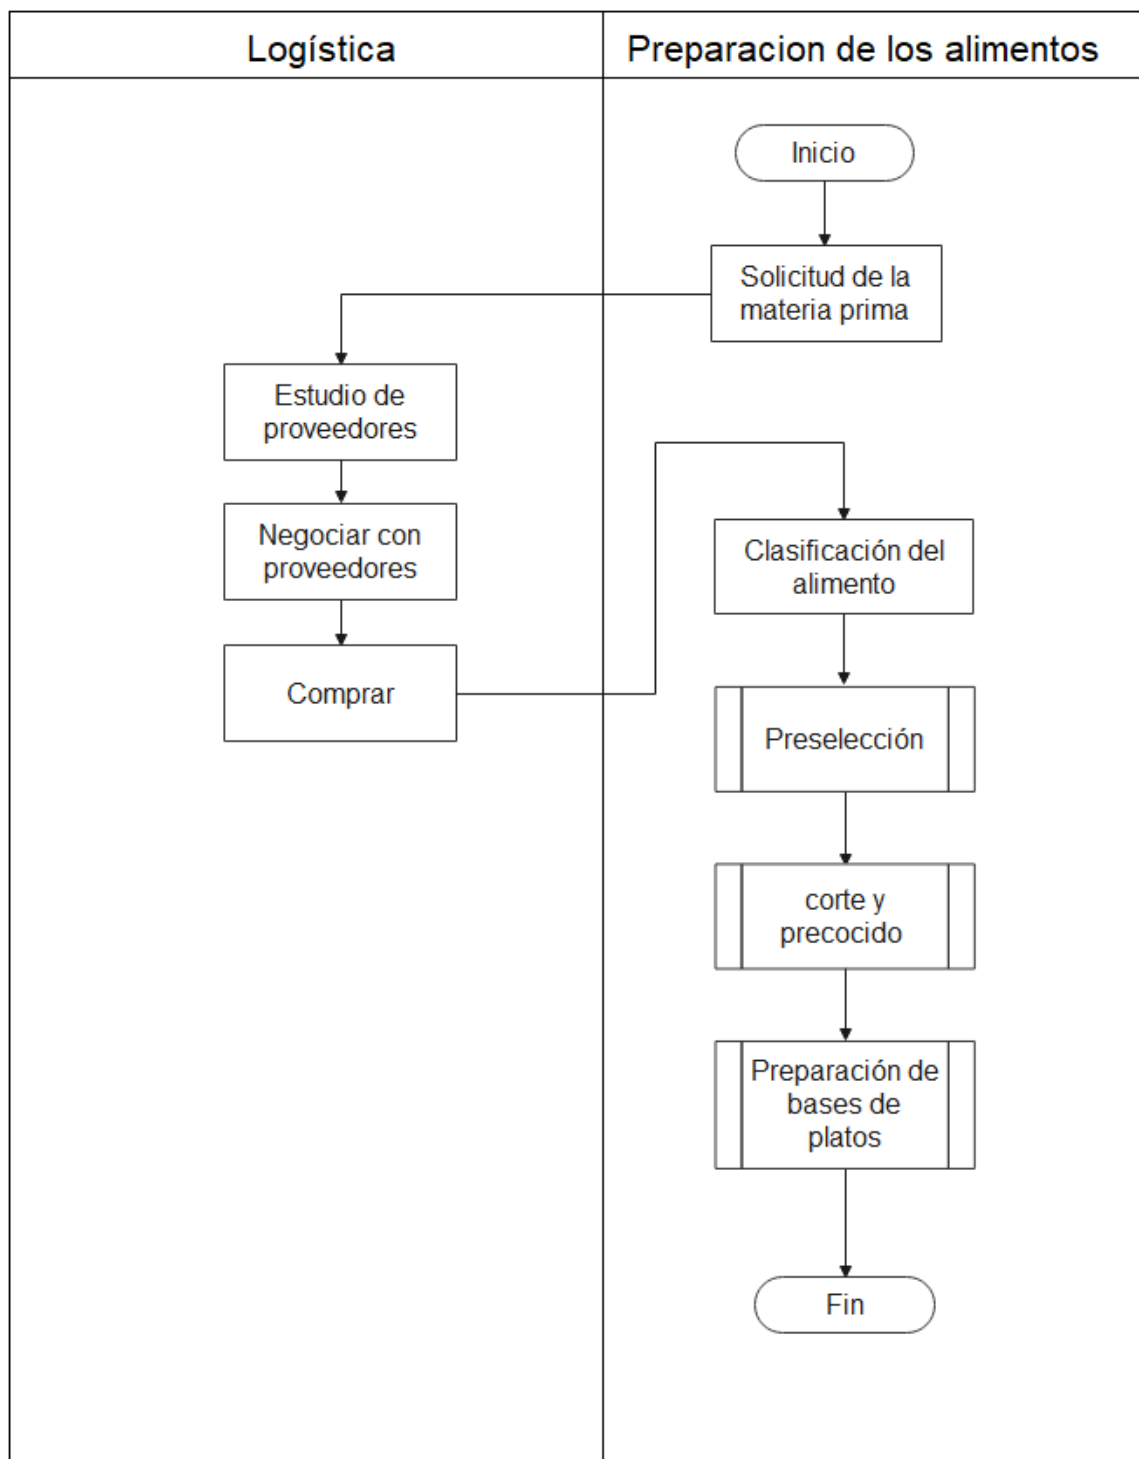 Logística
Preparacion de los alimentos
Inicio
Solicitud de la
materia prima
Estudio de
proveedores
Negociar con
proveedores
Comprar
Clasificación del
alimento
Preselección
corte y
precocido
Preparación de
bases de
platos
Fin